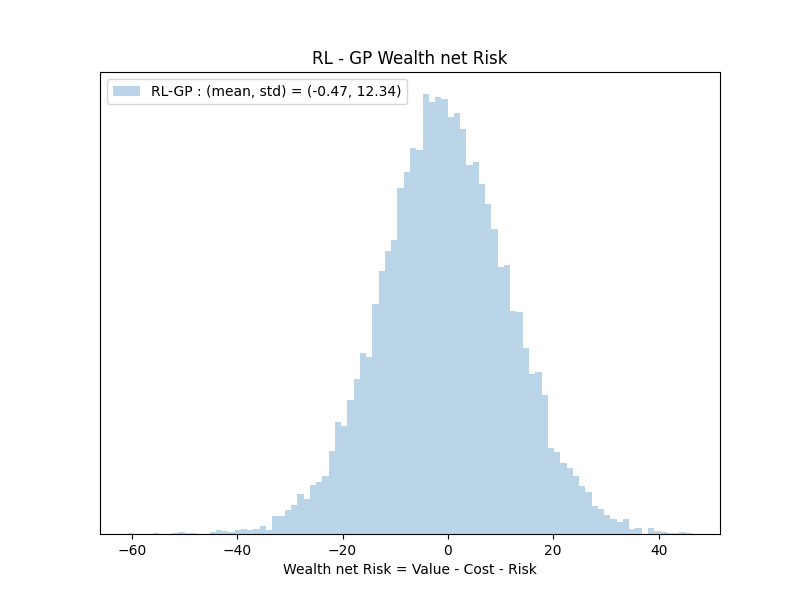 RL - GP Wealth net Risk
RL-GP : (mean, std) = (-0.47, 12.34)
−60 −40 −20 0 20 40
Wealth net Risk = Value - Cost - Risk